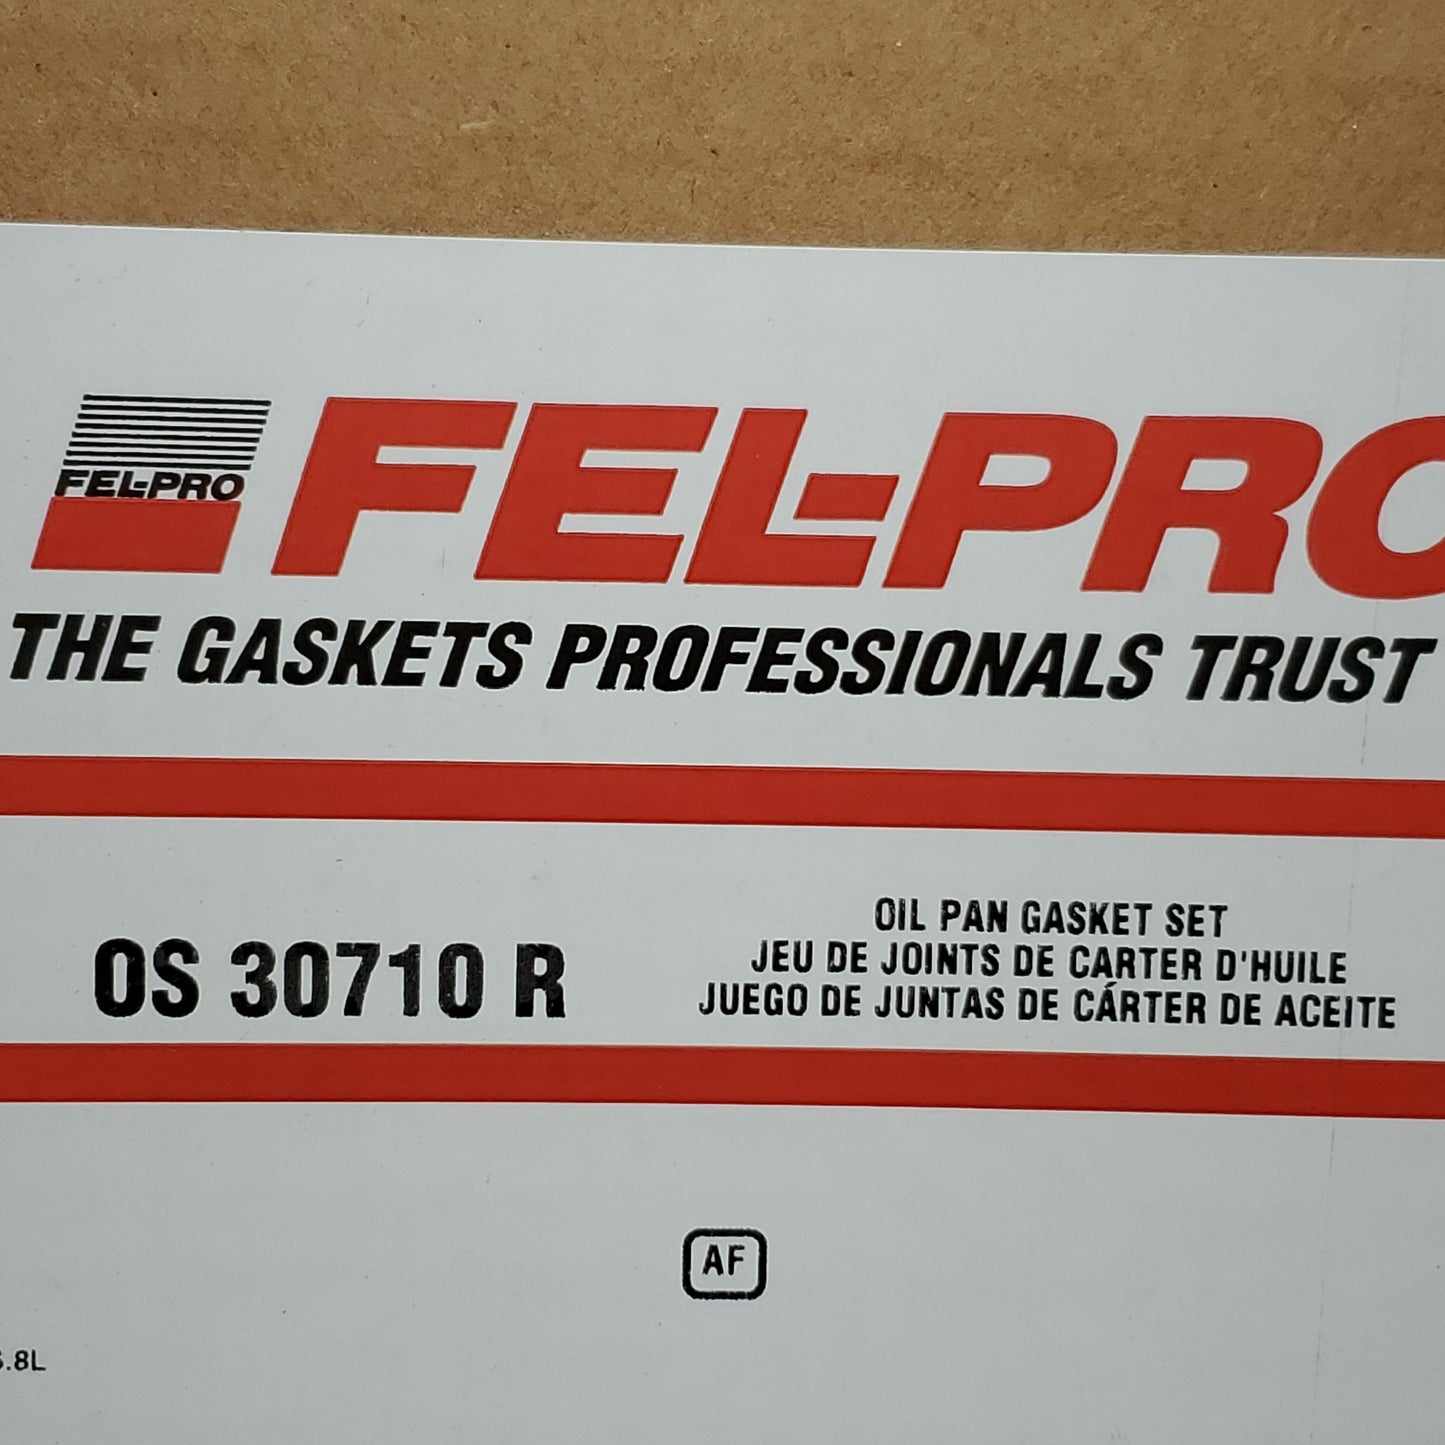 FEL-PRO
FEL-PRO
THE GASKETS PROFESSIONALS TRUST
OS 30710 R
OIL PAN GASKET SET
JEU DE JOINTS DE CARTER D'HUILE
JUEGO DE JUNTAS DE CÁRTER DE ACEITE
AF
.8L